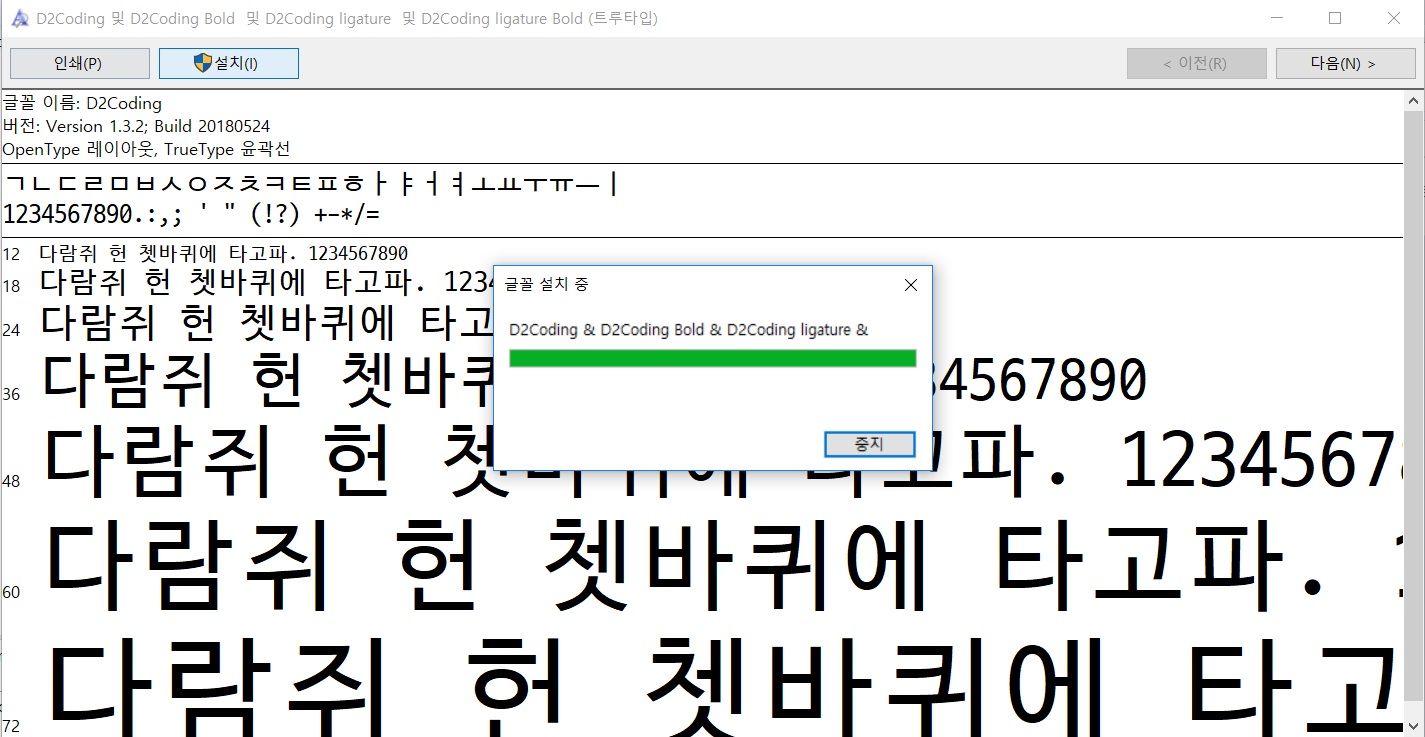 D2Coding 및 D2Coding Bold 및 D2Coding ligature 및 D2Coding ligature Bold (트루타입)
인쇄(P) 설치(I) < 이전(R) 다음(N) >
글꼴 이름: D2Coding
버전: Version 1.3.2; Build 20180524
OpenType 레이아웃, TrueType 윤곽선
ㄱㄴㄷㄹㅁㅂㅅㅇㅈㅊㅋㅌㅍㅎㅏㅑㅓㅕㅗㅛㅜㅠㅡㅣ
1234567890.:,; ' " (!?) +-*/=
12 다람쥐 헌 쳇바퀴에 타고파. 1234567890
18 다람쥐 헌 쳇바퀴에 타고파. 1234
24 다람쥐 헌 쳇바퀴에 타고
36 다람쥐 헌 쳇바퀴 34567890
48 다람쥐 헌 쳇바퀴에 타고파. 12345678
60 다람쥐 헌 쳇바퀴에 타고파. 1
72 다람쥐 헌 쳇바퀴에 타고
글꼴 설치 중
D2Coding & D2Coding Bold & D2Coding ligature &
중지